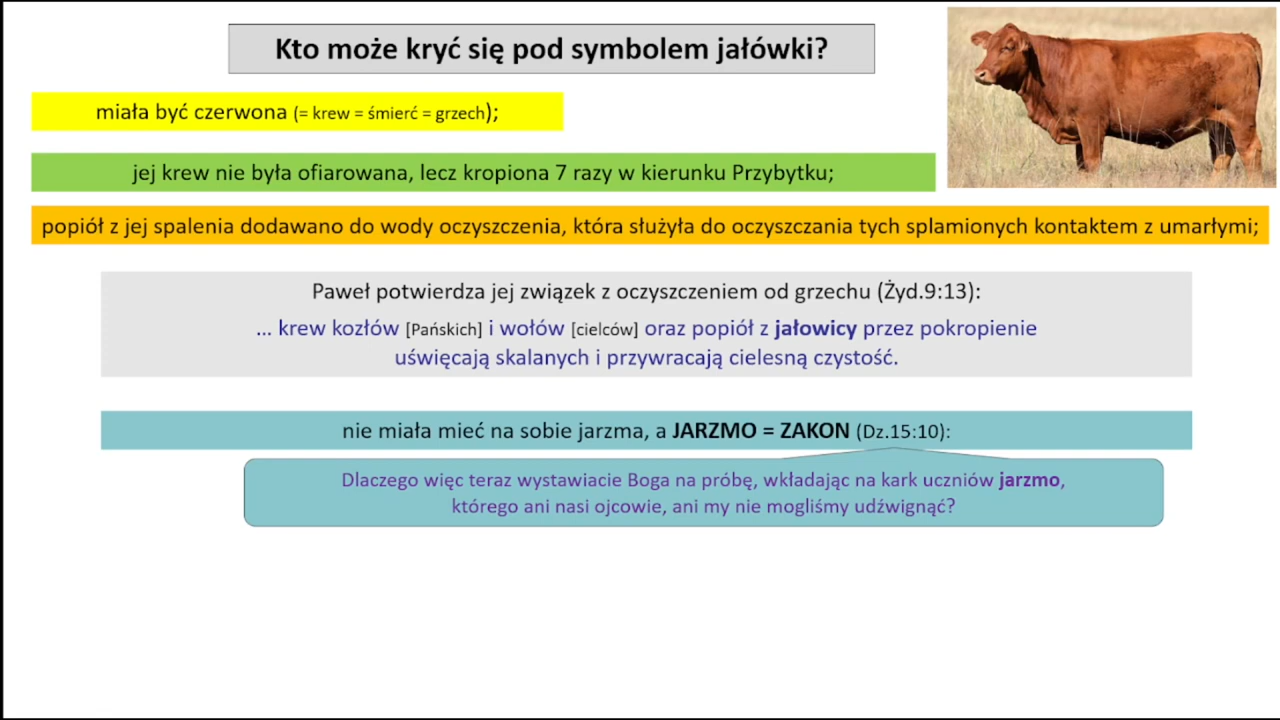 Kto może kryć się pod symbolem jałówki?
miała być czerwona (= krew = śmierć = grzech);
jej krew nie była ofiarowana, lecz kropiona 7 razy w kierunku Przybytku;
popiół z jej spalenia dodawano do wody oczyszczenia, która służyła do oczyszczania tych splamionych kontaktem z umarłymi;
Paweł potwierdza jej związek z oczyszczeniem od grzechu (Żyd.9:13):
... krew kozłów [Pańskich] i wołów [cielców] oraz popiół z jałowicy przez pokropienie
uświęcają skalanych i przywracają cielesną czystość.
nie miała mieć na sobie jarzma, a JARZMO = ZAKON (Dz.15:10):
Dlaczego więc teraz wystawiacie Boga na próbę, wkładając na kark uczniów jarzmo,
którego ani nasi ojcowie, ani my nie mogliśmy udźwignąć?